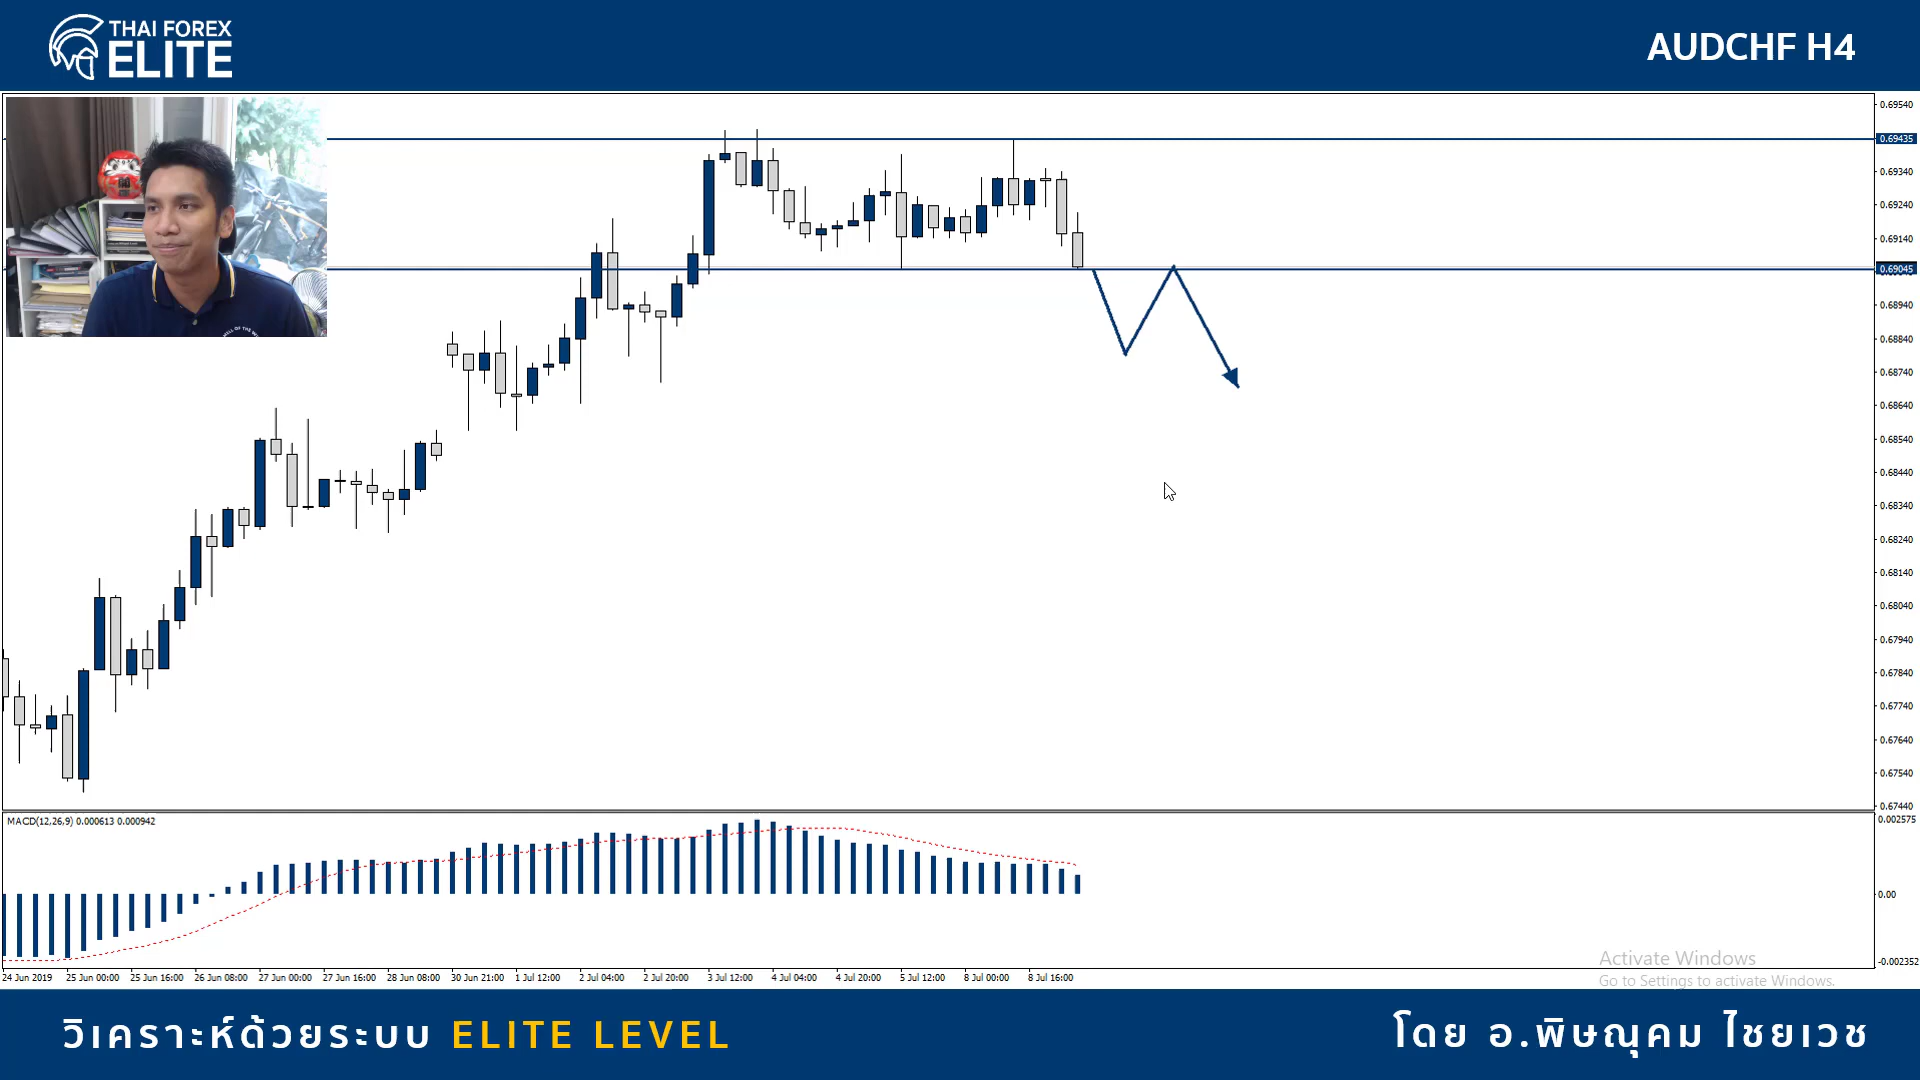 THAI FOREX
ELITE
AUDCHF H4
0.69540
0.69435
0.69340
0.69240
0.69140
0.69045
0.68940
0.68840
0.68740
0.68640
0.68540
0.68440
0.68340
0.68240
0.68140
0.68040
0.67940
0.67840
0.67740
0.67640
0.67540
0.67440
MACD(12,26,9) 0.000613 0.000942
0.002575
0.00
-0.002352
24 Jun 2019 25 Jun 00:00 25 Jun 16:00 26 Jun 08:00 27 Jun 00:00 27 Jun 16:00 28 Jun 08:00 30 Jun 21:00 1 Jul 12:00 2 Jul 04:00 2 Jul 20:00 3 Jul 12:00 4 Jul 04:00 4 Jul 20:00 5 Jul 12:00 8 Jul 00:00 8 Jul 16:00
Activate Windows
Go to Settings to activate Windows.
วิเคราะห์ด้วยระบบ ELITE LEVEL
โดย อ.พิษณุคม ไชยเวช